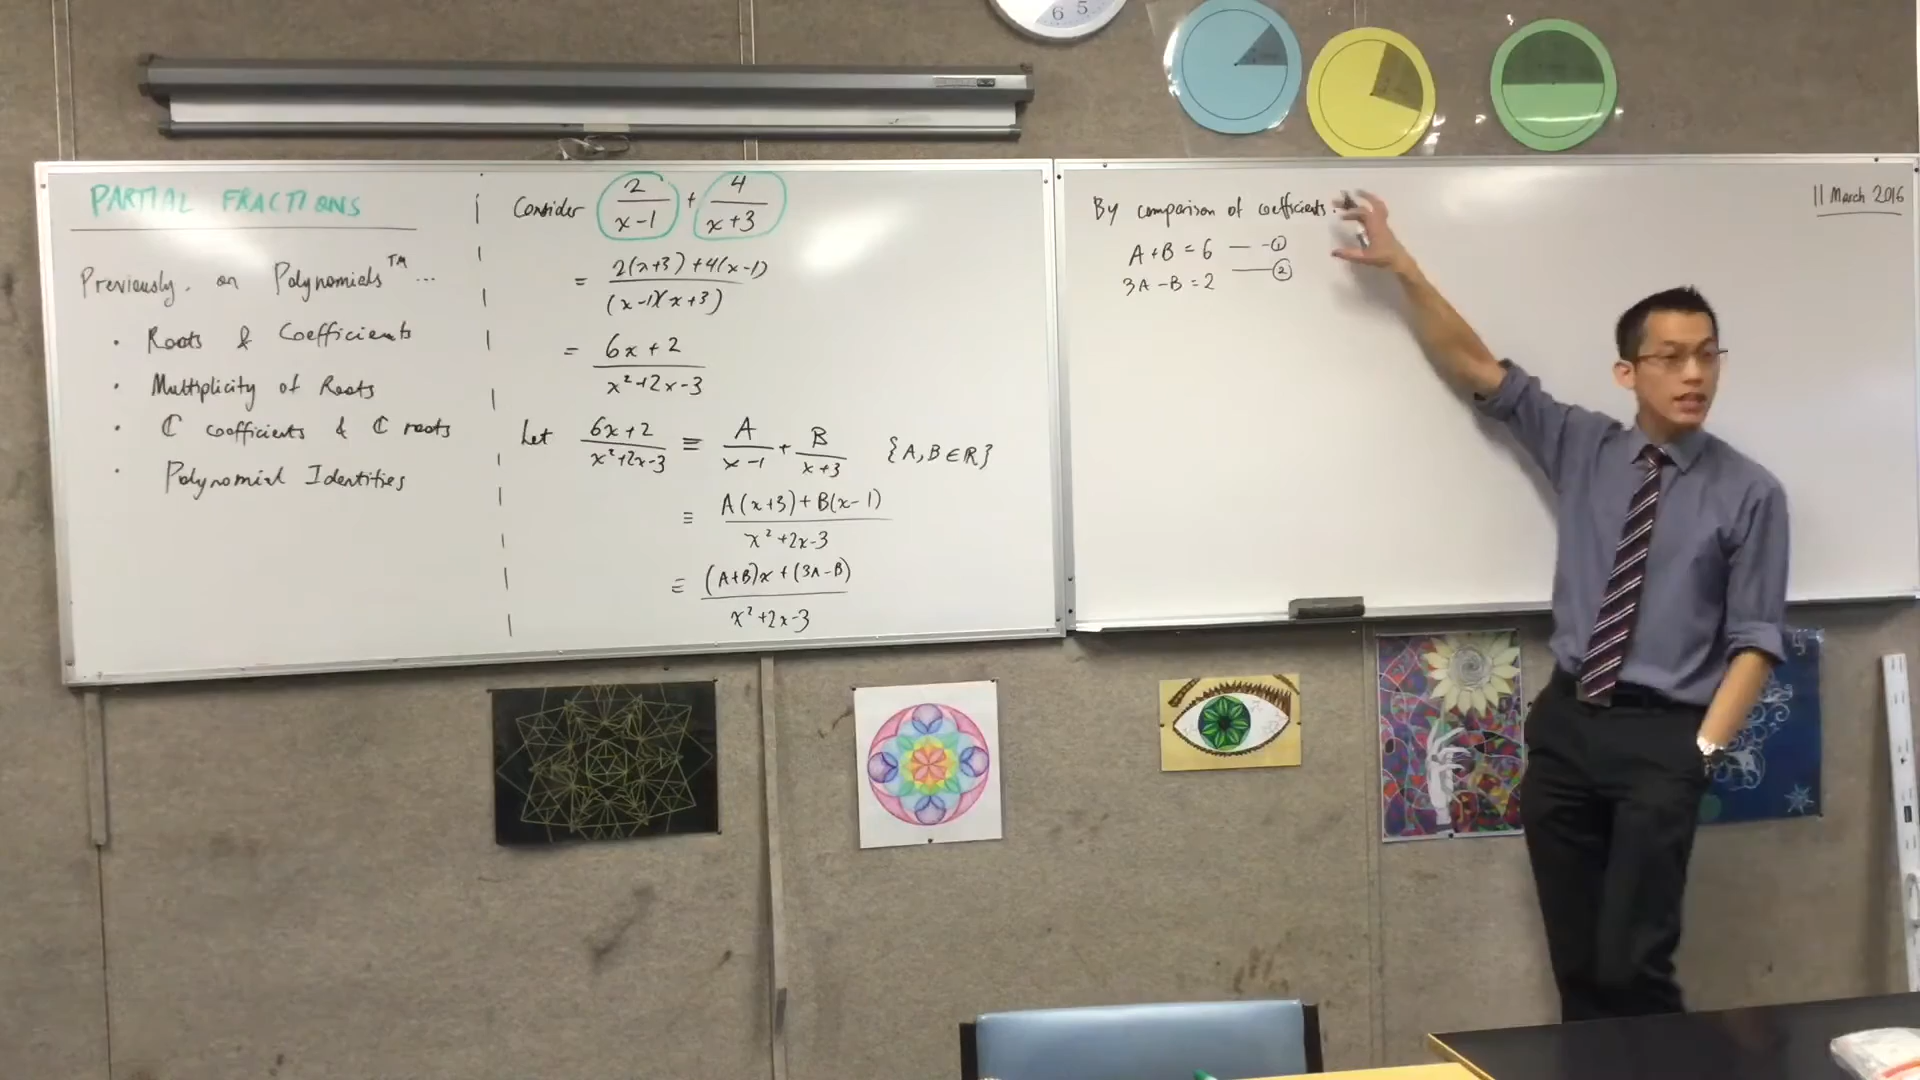 PARTIAL FRACTIONS
Previously, on Polynomials™...
• Roots & Coefficients
• Multiplicity of Roots
• ℂ coefficients & ℂ roots
• Polynomial Identities
Consider 2/(x-1) + 4/(x+3)
= (2(x+3)+4(x-1))/((x-1)(x+3))
= (6x+2)/(x²+2x-3)
Let (6x+2)/(x²+2x-3) ≡ A/(x-1) + B/(x+3) {A,B∈ℝ}
≡ (A(x+3)+B(x-1))/(x²+2x-3)
≡ ((A+B)x+(3A-B))/(x²+2x-3)
By comparison of coefficients:
A+B=6 — - ①
3A-B=2 — ②
11 March 2016
6 5